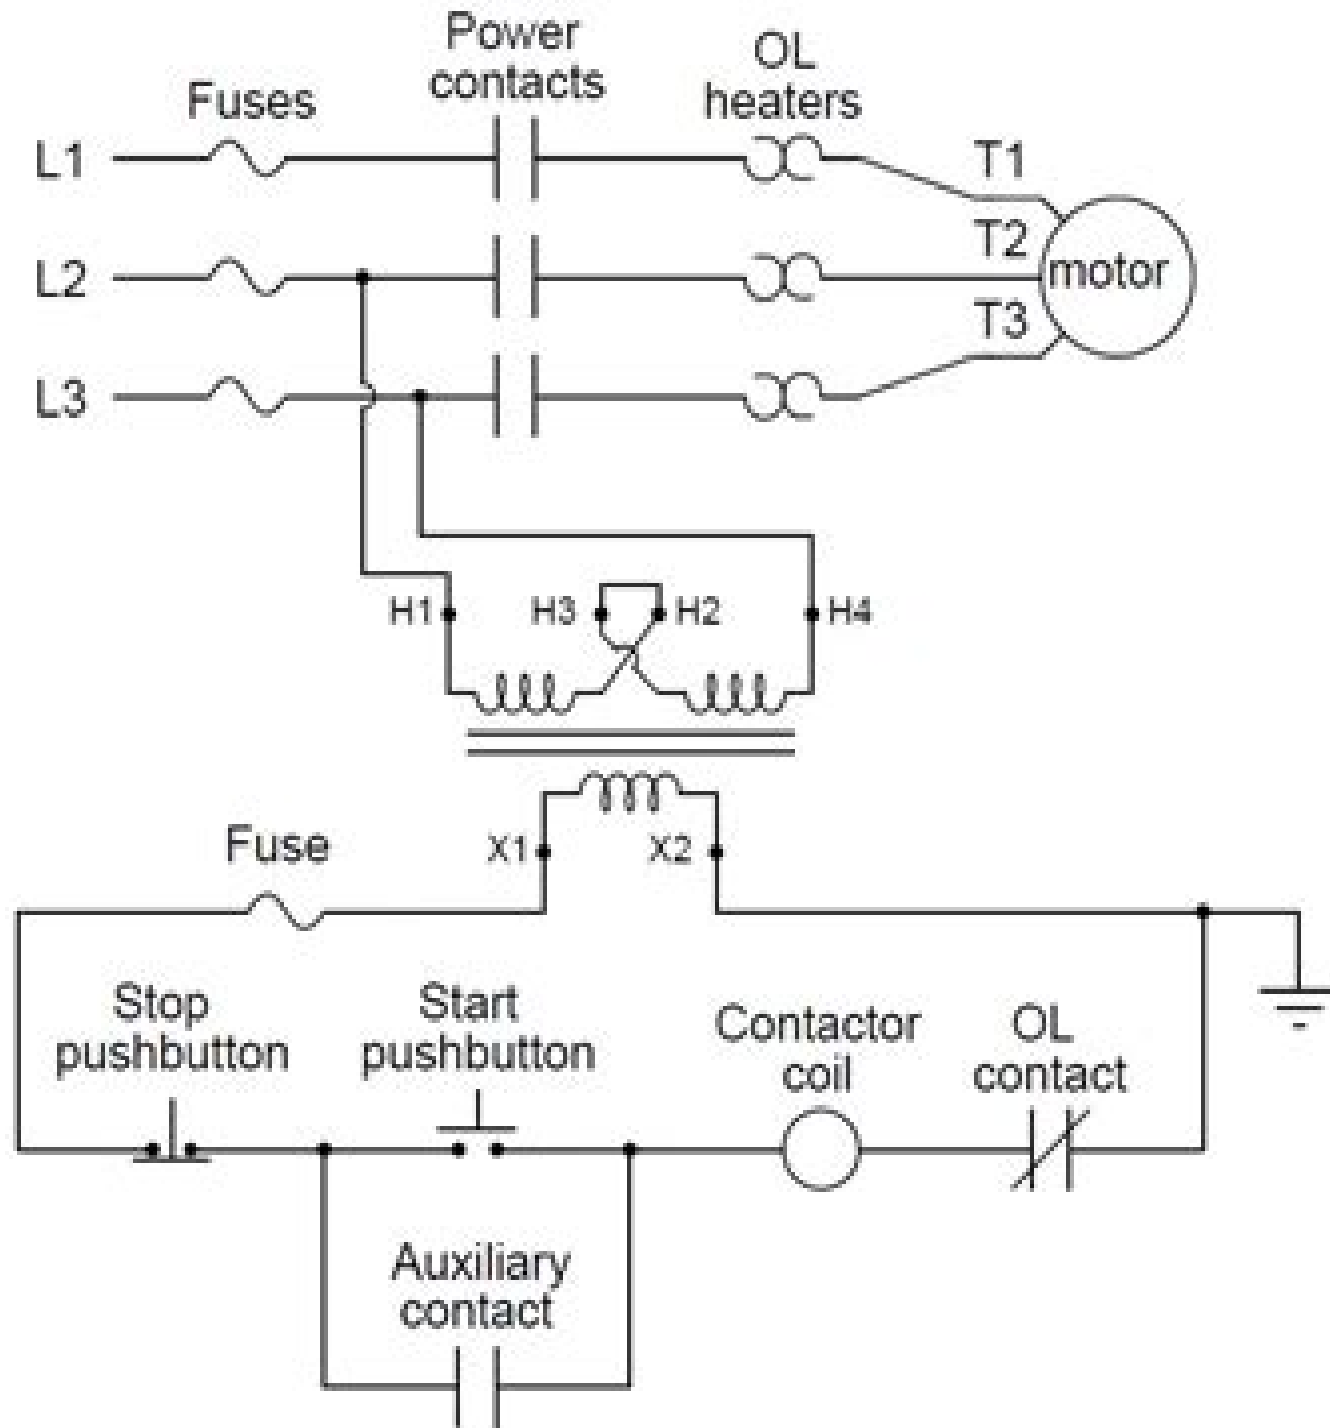 Power
contacts
OL
heaters
Fuses
L1
T1
L2
T2
motor
L3
T3
H1
H3
H2
H4
X1
X2
Fuse
Stop
pushbutton
Start
pushbutton
Contactor
coil
OL
contact
Auxiliary
contact